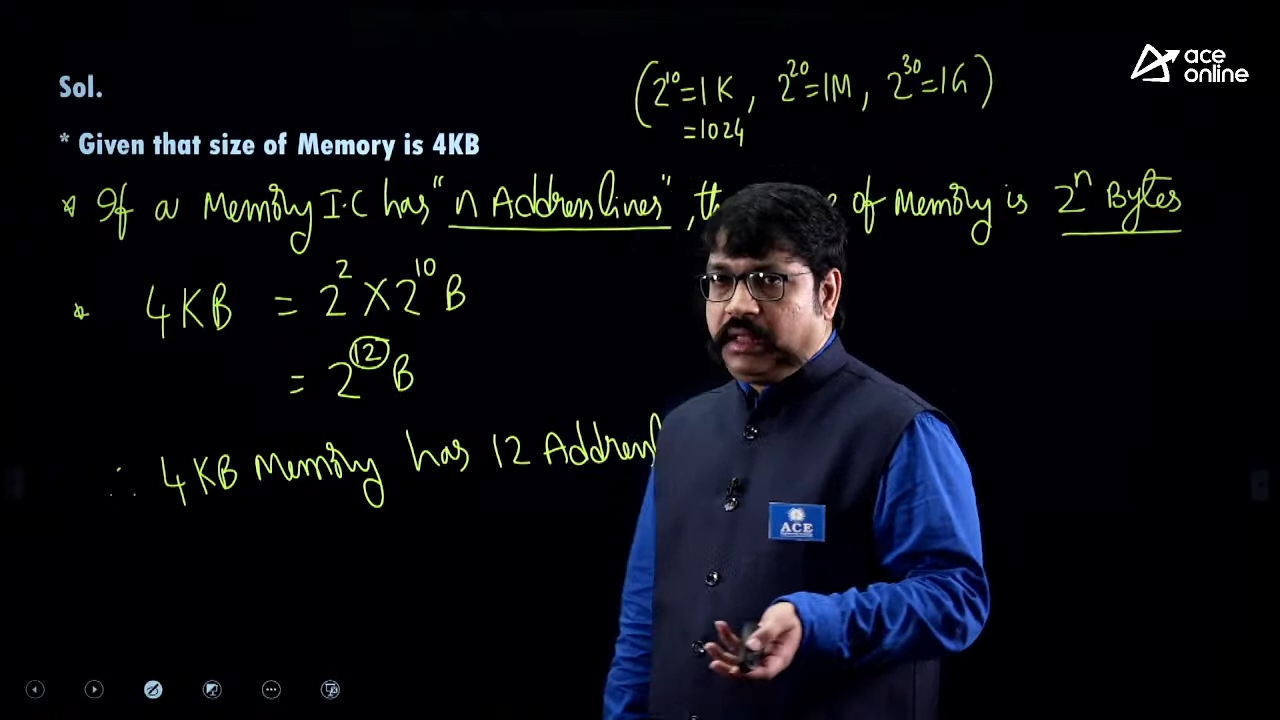 ace online
Sol.
(2^10 = 1K, 2^20 = 1M, 2^30 = 1G)
= 1024
* Given that size of Memory is 4KB
* If a Memory I.C has "n Address lines", of Memory is 2^n Bytes
* 4KB = 2^2 X 2^10 B
= 2^12 B
∴ 4KB Memory has 12 Address
ACE